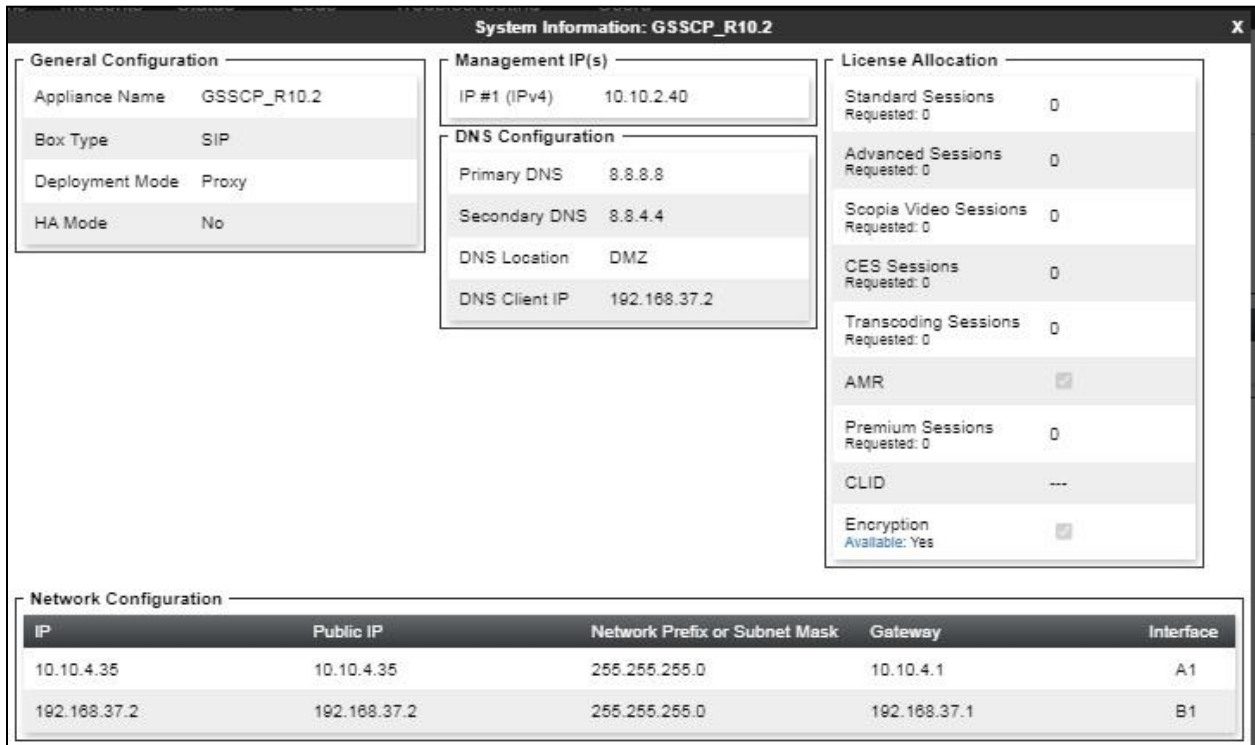 System Information: GSSCP_R10.2 X
General Configuration
Appliance Name GSSCP_R10.2
Box Type SIP
Deployment Mode Proxy
HA Mode No
Management IP(s)
IP #1 (IPv4) 10.10.2.40
DNS Configuration
Primary DNS 8.8.8.8
Secondary DNS 8.8.4.4
DNS Location DMZ
DNS Client IP 192.168.37.2
License Allocation
Standard Sessions 0
Requested: 0
Advanced Sessions 0
Requested: 0
Scopia Video Sessions 0
Requested: 0
CES Sessions 0
Requested: 0
Transcoding Sessions 0
Requested: 0
AMR
Premium Sessions 0
Requested: 0
CLID ---
Encryption
Available: Yes
Network Configuration
IP Public IP Network Prefix or Subnet Mask Gateway Interface
10.10.4.35 10.10.4.35 255.255.255.0 10.10.4.1 A1
192.168.37.2 192.168.37.2 255.255.255.0 192.168.37.1 B1